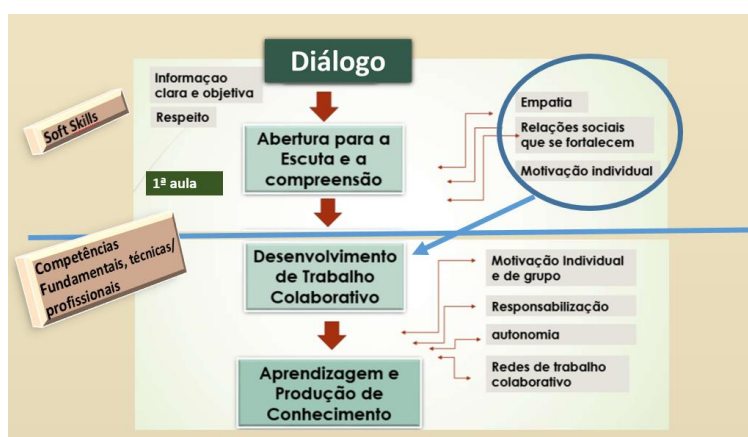 Diálogo
Informaçao
clara e objetiva
Respeito
Soft Skills
Abertura para a
Escuta e a
compreensão
1ª aula
Empatia
Relações sociais
que se fortalecem
Motivação individual
Competências
Fundamentais, técnicas/
profissionais
Desenvolvimento
de Trabalho
Colaborativo
Motivação Individual
e de grupo
Responsabilização
autonomia
Redes de trabalho
colaborativo
Aprendizagem e
Produção de
Conhecimento